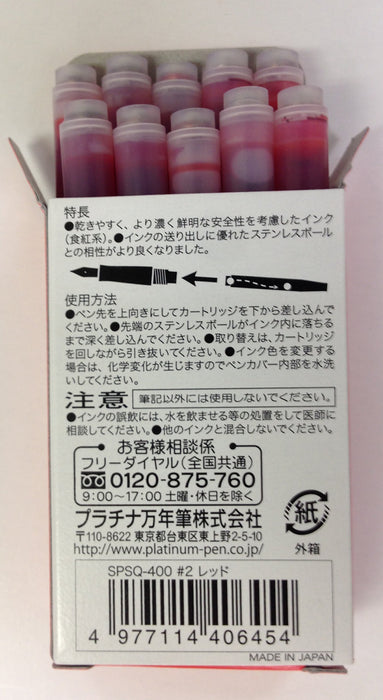 特長
●乾きやすく、より濃く鮮明な安全性を考慮したインク
(食紅系)。●インクの送り出しに優れたステンレスボール
との相性がより良くなりました。
使用方法
●ペン先を上向きにしてカートリッジを下から差し込んで
ください。●先端のステンレスボールがインク内に落ちる
まで深く差し込んでください。●取り替えは、カートリッジ
を回しながら引き抜いてください。●インク色を変更する
場合は、化学変化が生じますのでペンカバー内部を水洗
いしてください。
注意 筆記以外には使用しないでください。
●インクの誤飲には、水を飲ませる等の処置をして医師に
相談してください。●他のインクと混合しないでください。
お客様相談係
フリーダイヤル(全国共通)
0120-875-760
9:00〜17:00 土曜・休日を除く
プラチナ万年筆株式会社
〒110-8622 東京都台東区東上野2-5-10
http://www.platinum-pen.co.jp/
紙
外箱
SPSQ-400 #2 レッド
4 977114 406454
MADE IN JAPAN